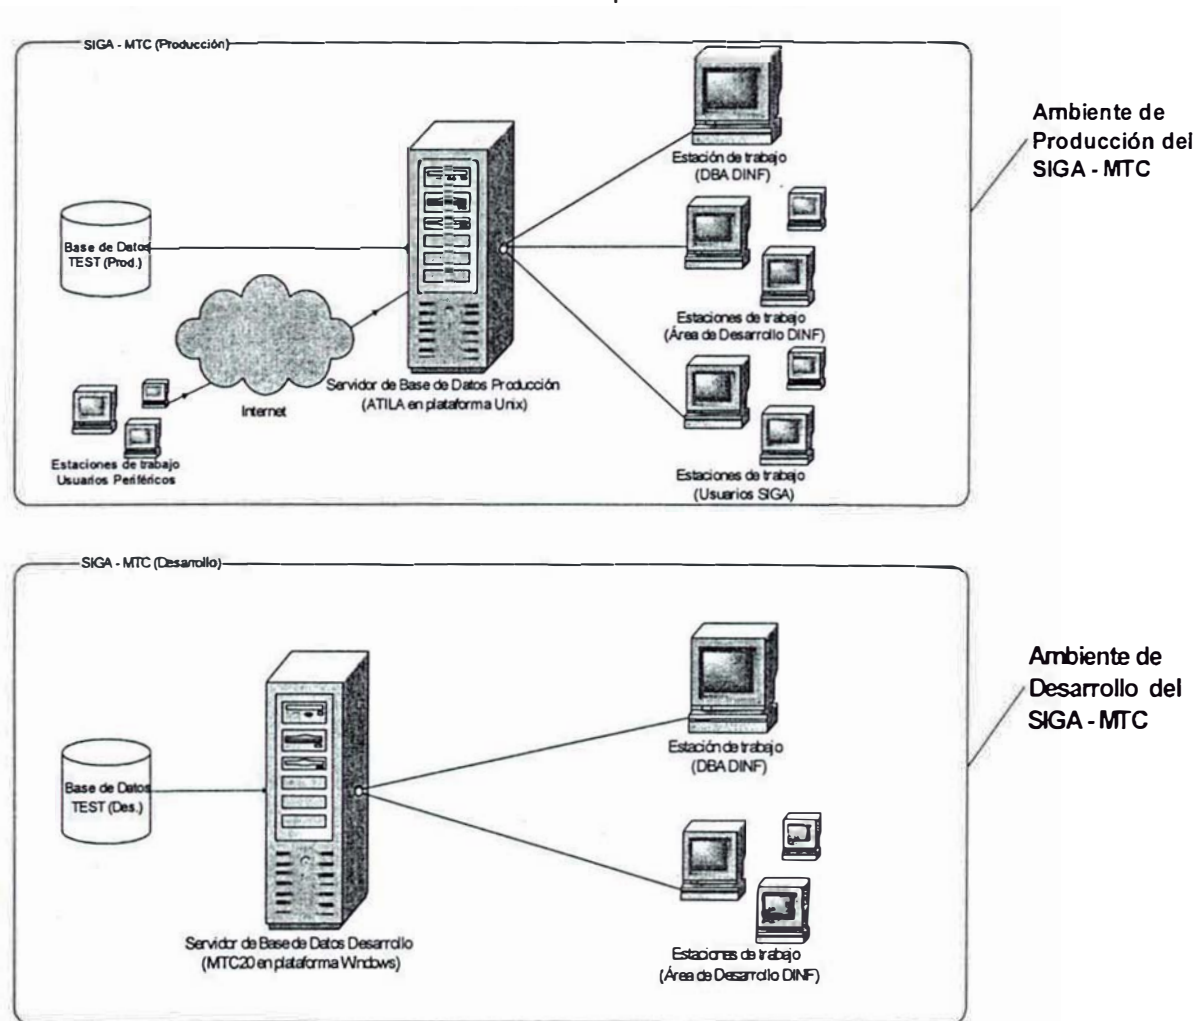 SIGA - MTC (Producción)
Estación de trabajo
(DBA DINF)
Ambiente de
Producción del
SIGA - MTC
Base de Datos
TEST (Prod.)
Estaciones de trabajo
(Área de Desarrollo DINF)
Servidor de Base de Datos Producción
(ATILA en plataforma Unix)
Internet
Estaciones de trabajo
Usuarios Periféricos
Estaciones de trabajo
(Usuarios SIGA)
SIGA - MTC (Desarrollo)
Ambiente de
Desarrollo del
SIGA - MTC
Estación de trabajo
(DBA DINF)
Base de Datos
TEST (Des.)
Servidor de Base de Datos Desarrollo
(MTC20 en plataforma Windows)
Estaciones de trabajo
(Área de Desarrollo DINF)